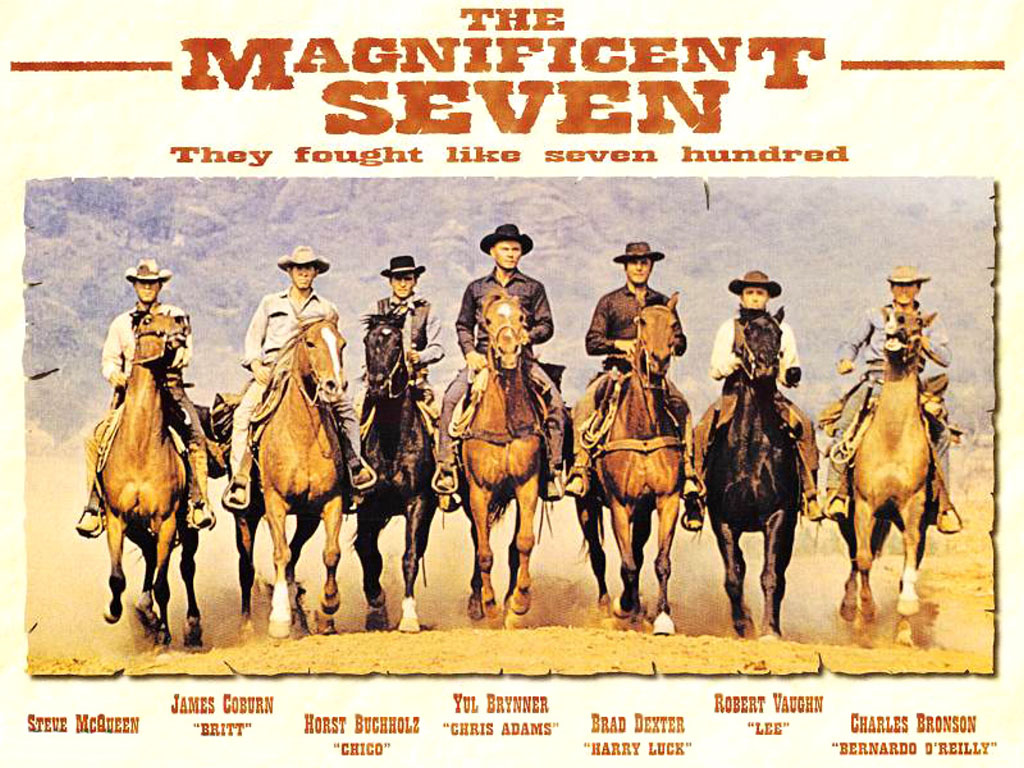 THE
MAGNIFICENT
SEVEN
They fought like seven hundred
STEVE MCQUEEN
JAMES COBURN
"BRITT"
HORST BUCHHOLZ
"CHICO"
YUL BRYNNER
"CHRIS ADAMS"
BRAD DEXTER
"HARRY LUCK"
ROBERT VAUGHN
"LEE"
CHARLES BRONSON
"BERNARDO O'REILLY"